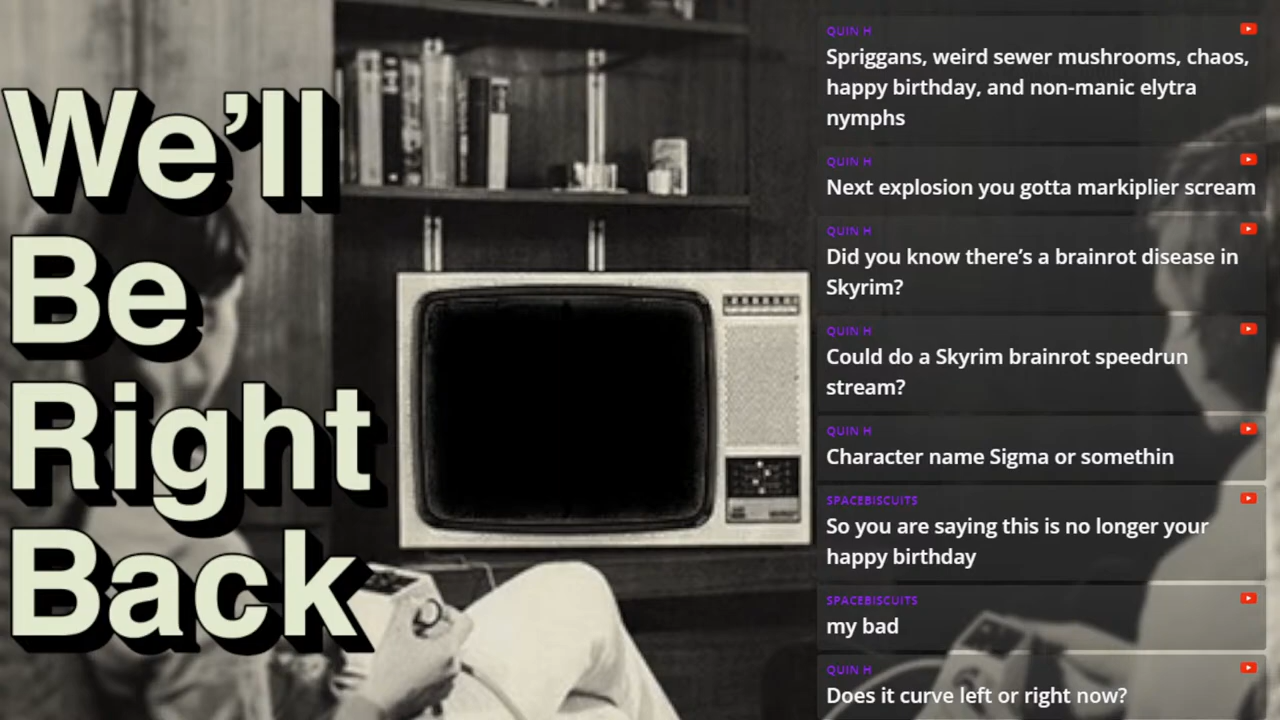 We'll
Be
Right
Back
QUIN H
Spriggans, weird sewer mushrooms, chaos,
happy birthday, and non-manic elytra
nymphs
QUIN H
Next explosion you gotta markiplier scream
QUIN H
Did you know there's a brainrot disease in
Skyrim?
QUIN H
Could do a Skyrim brainrot speedrun
stream?
QUIN H
Character name Sigma or somethin
SPACEBISCUITS
So you are saying this is no longer your
happy birthday
SPACEBISCUITS
my bad
QUIN H
Does it curve left or right now?